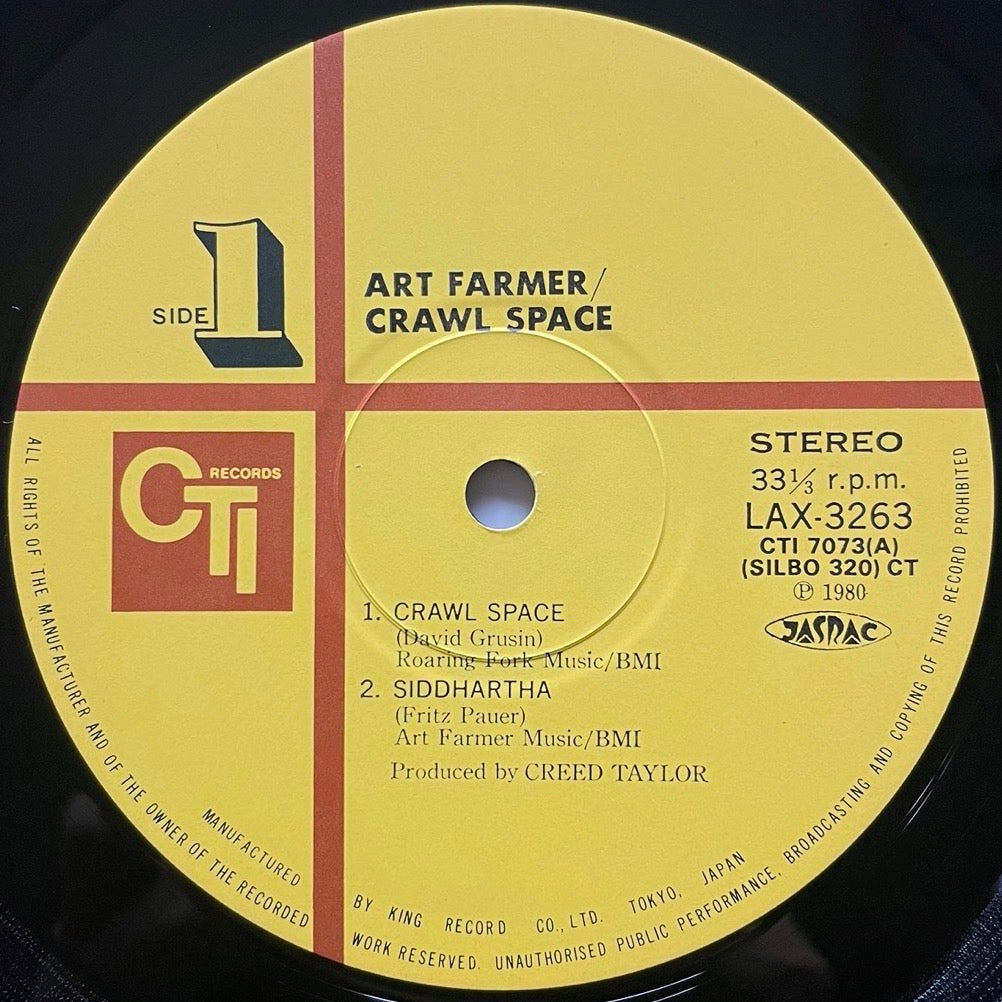 SIDE 1
ART FARMER/
CRAWL SPACE
CTI RECORDS
STEREO
33⅓ r.p.m.
LAX-3263
CTI 7073(A)
(SILBO 320) CT
℗ 1980
JASRAC
1. CRAWL SPACE
(David Grusin)
Roaring Fork Music/BMI
2. SIDDHARTHA
(Fritz Pauer)
Art Farmer Music/BMI
Produced by CREED TAYLOR
MANUFACTURED BY KING RECORD CO., LTD. TOKYO, JAPAN
ALL RIGHTS OF THE MANUFACTURER AND OF THE OWNER OF THE RECORDED WORK RESERVED. UNAUTHORISED PUBLIC PERFORMANCE, BROADCASTING AND COPYING OF THIS RECORD PROHIBITED